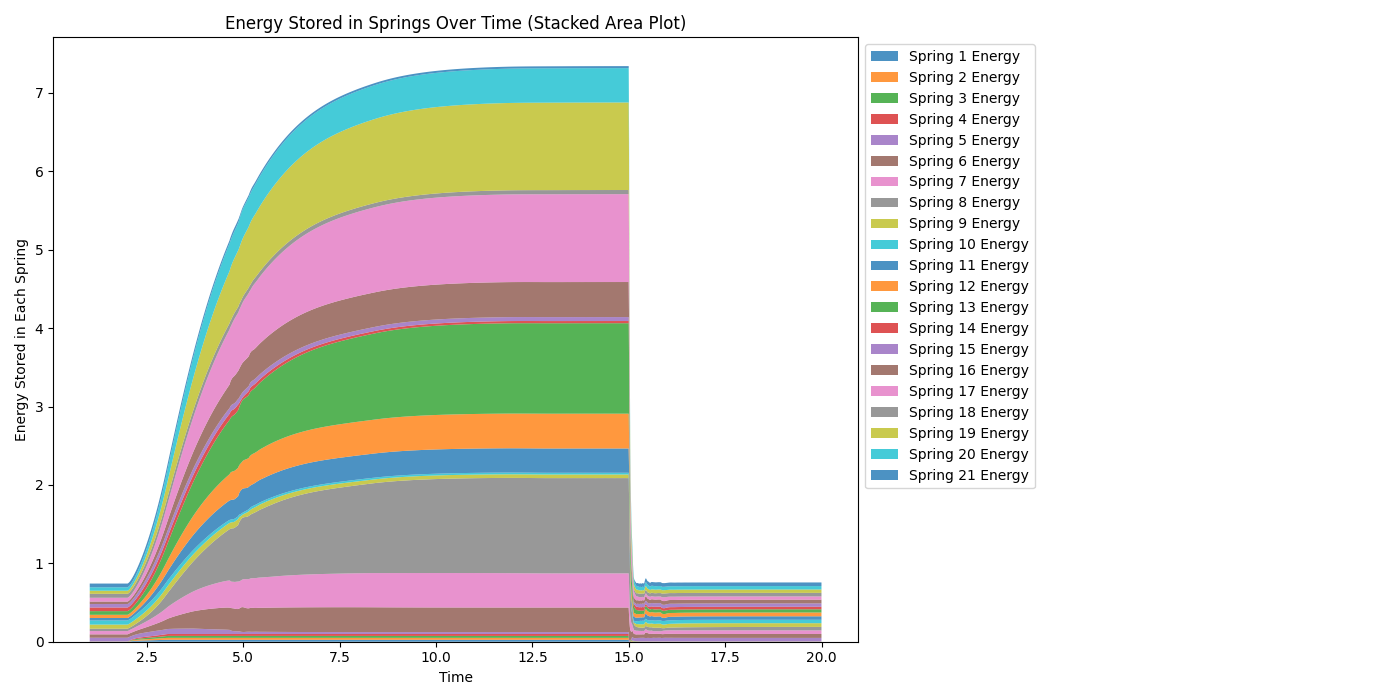 Energy Stored in Springs Over Time (Stacked Area Plot)
Energy Stored in Each Spring
7
6
5
4
3
2
1
0
2.5 5.0 7.5 10.0 12.5 15.0 17.5 20.0
Time
Spring 1 Energy
Spring 2 Energy
Spring 3 Energy
Spring 4 Energy
Spring 5 Energy
Spring 6 Energy
Spring 7 Energy
Spring 8 Energy
Spring 9 Energy
Spring 10 Energy
Spring 11 Energy
Spring 12 Energy
Spring 13 Energy
Spring 14 Energy
Spring 15 Energy
Spring 16 Energy
Spring 17 Energy
Spring 18 Energy
Spring 19 Energy
Spring 20 Energy
Spring 21 Energy